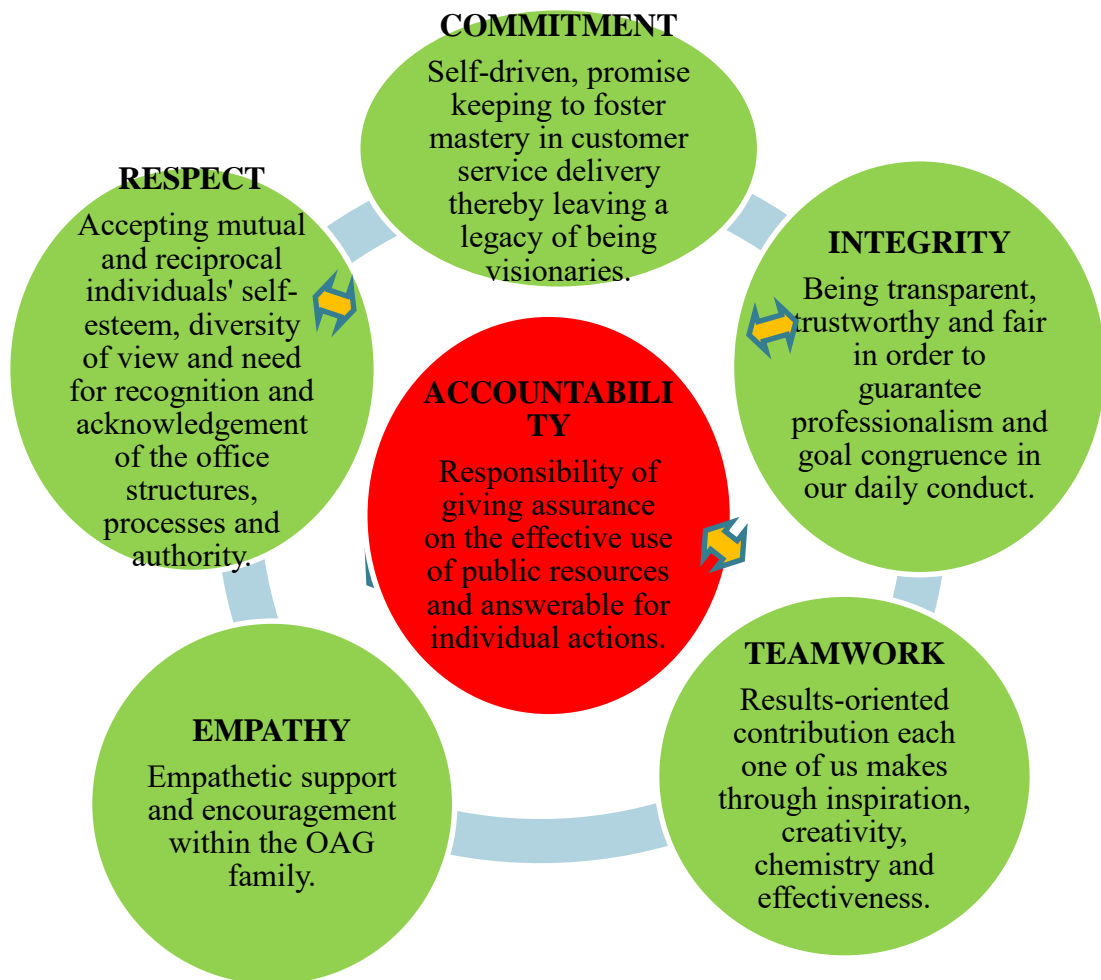 COMMITMENT
Self-driven, promise
keeping to foster
mastery in customer
service delivery
thereby leaving a
legacy of being
visionaries.
RESPECT
Accepting mutual
and reciprocal
individuals' self-
esteem, diversity
of view and need
for recognition and
acknowledgement
of the office
structures,
processes and
authority.
INTEGRITY
Being transparent,
trustworthy and fair
in order to
guarantee
professionalism and
goal congruence in
our daily conduct.
ACCOUNTABILI
TY
Responsibility of
giving assurance
on the effective use
of public resources
and answerable for
individual actions.
EMPATHY
Empathetic support
and encouragement
within the OAG
family.
TEAMWORK
Results-oriented
contribution each
one of us makes
through inspiration,
creativity,
chemistry and
effectiveness.